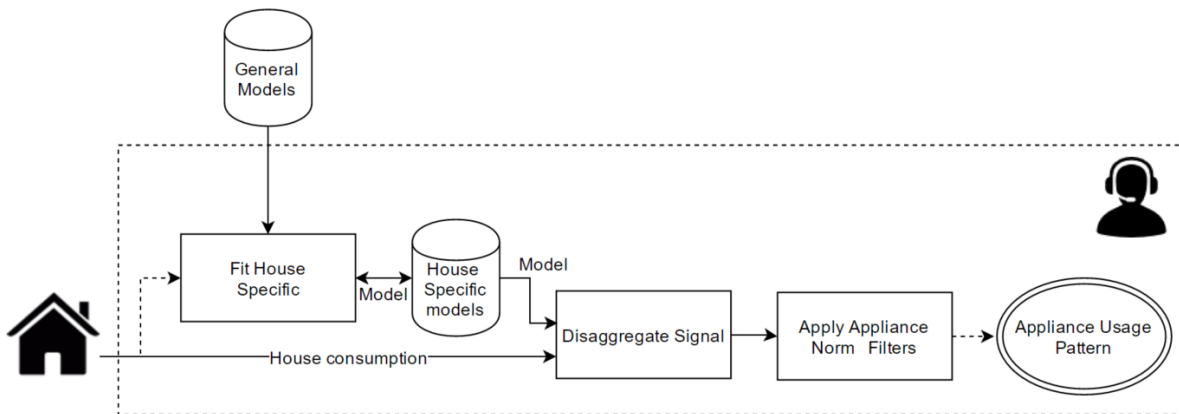 General
Models
Fit House
Specific
Model
House
Specific
models
Model
House consumption
Disaggregate Signal
Apply Appliance
Norm Filters
Appliance Usage
Pattern